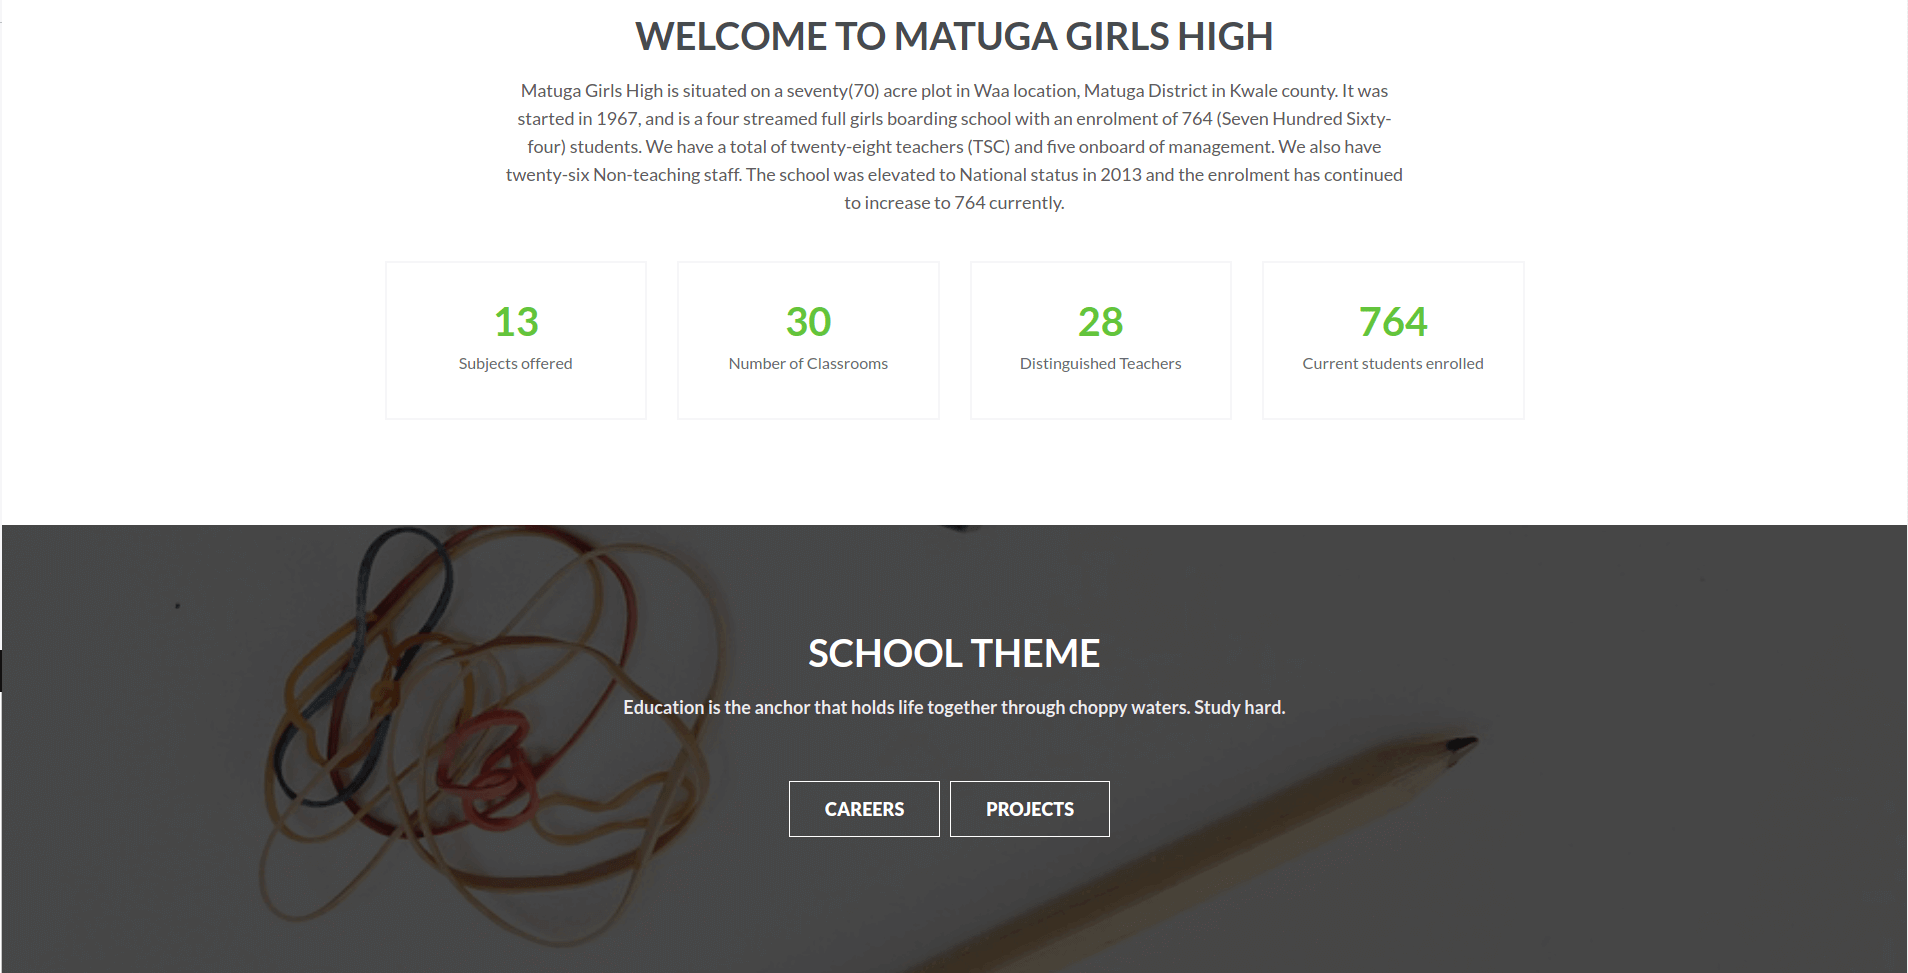 WELCOME TO MATUGA GIRLS HIGH
Matuga Girls High is situated on a seventy(70) acre plot in Waa location, Matuga District in Kwale county. It was
started in 1967, and is a four streamed full girls boarding school with an enrolment of 764 (Seven Hundred Sixty-
four) students. We have a total of twenty-eight teachers (TSC) and five onboard of management. We also have
twenty-six Non-teaching staff. The school was elevated to National status in 2013 and the enrolment has continued
to increase to 764 currently.
13
Subjects offered
30
Number of Classrooms
28
Distinguished Teachers
764
Current students enrolled
SCHOOL THEME
Education is the anchor that holds life together through choppy waters. Study hard.
CAREERS
PROJECTS